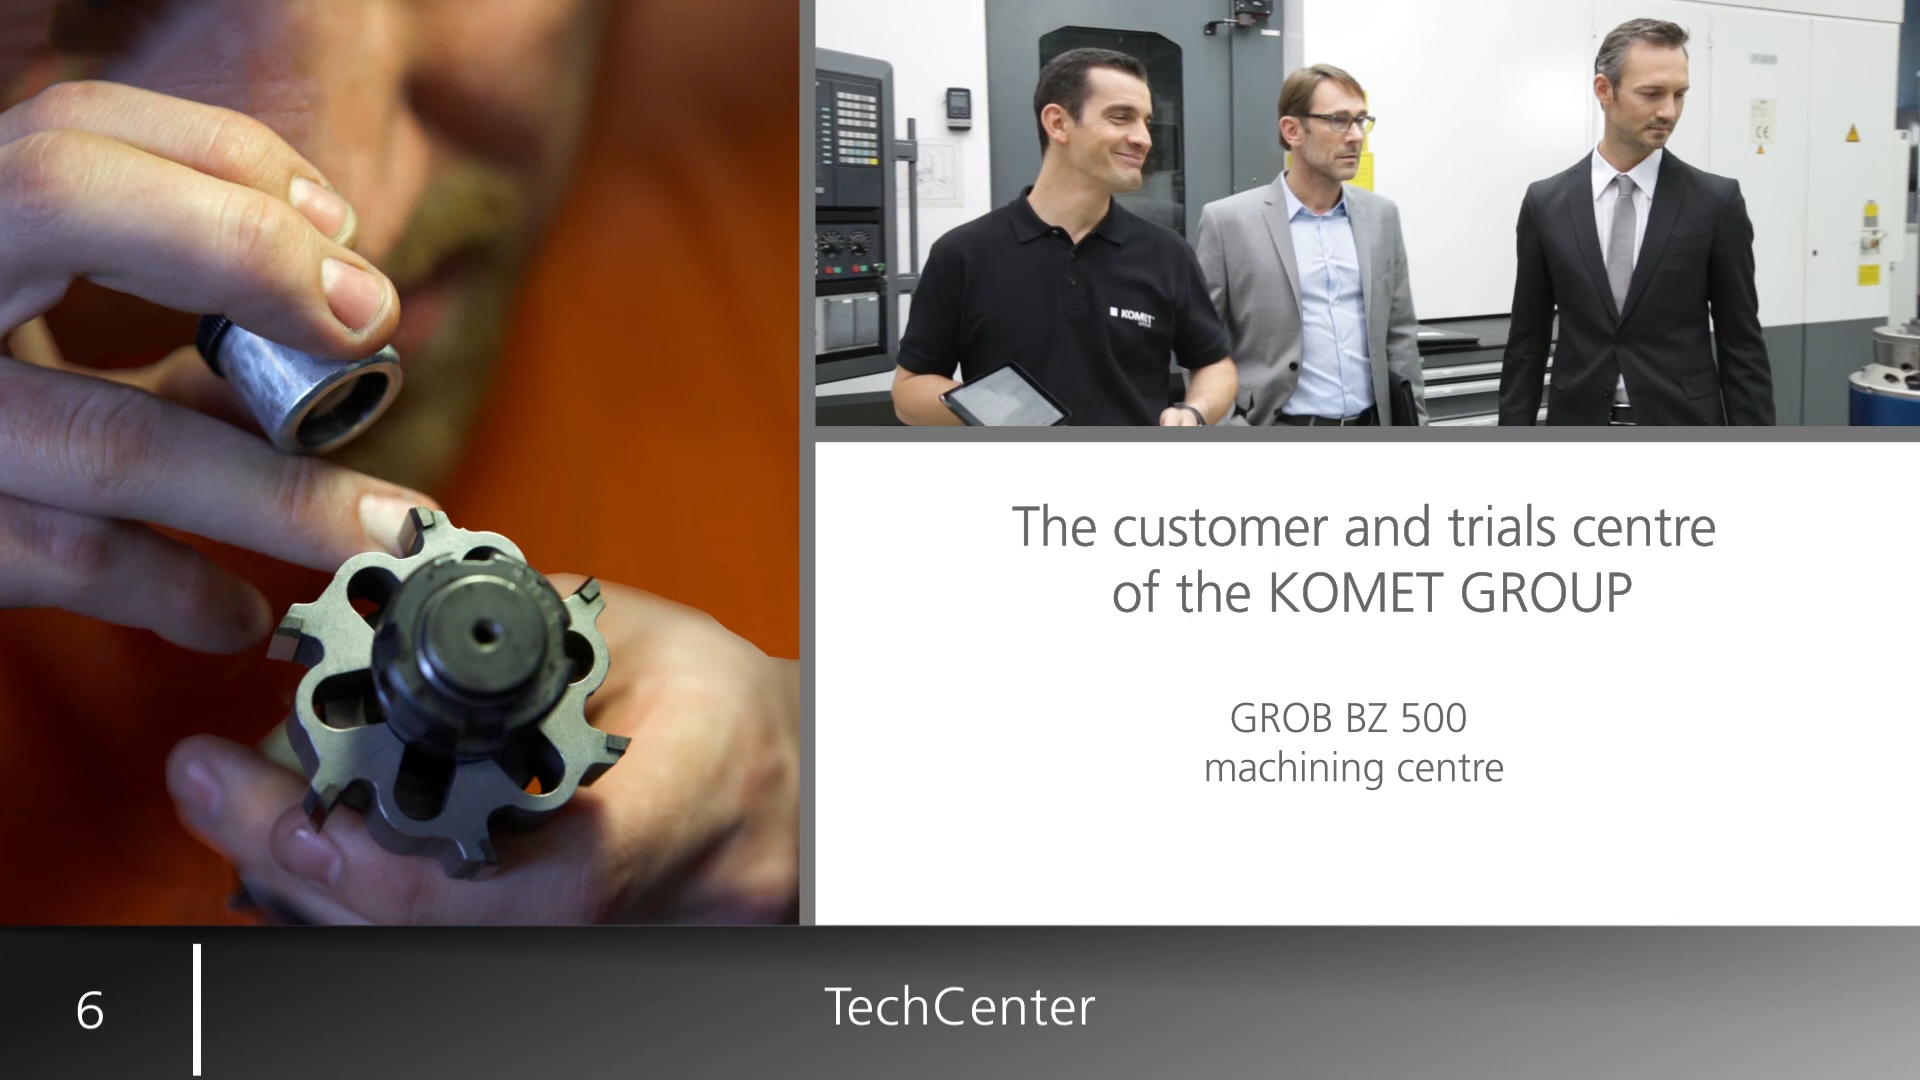 KOMET
The customer and trials centre
of the KOMET GROUP
GROB BZ 500
machining centre
6
TechCenter